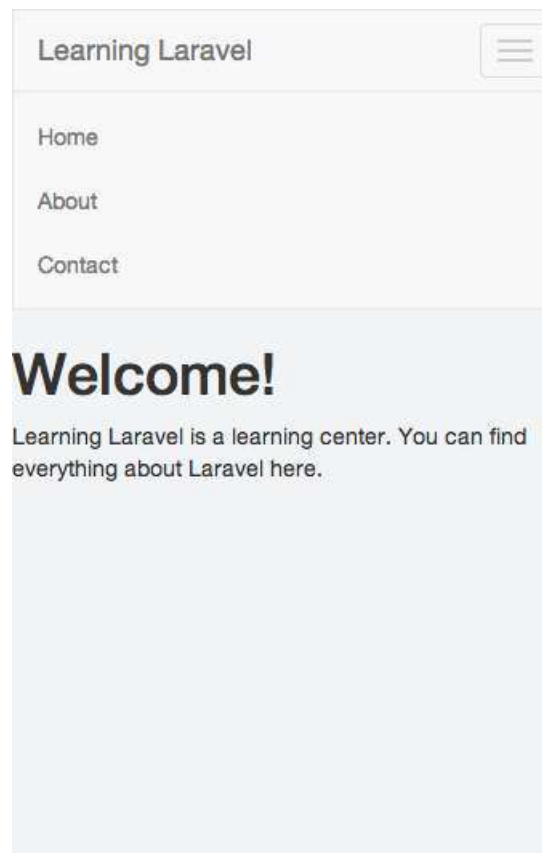 Learning Laravel
Home
About
Contact
Welcome!
Learning Laravel is a learning center. You can find
everything about Laravel here.